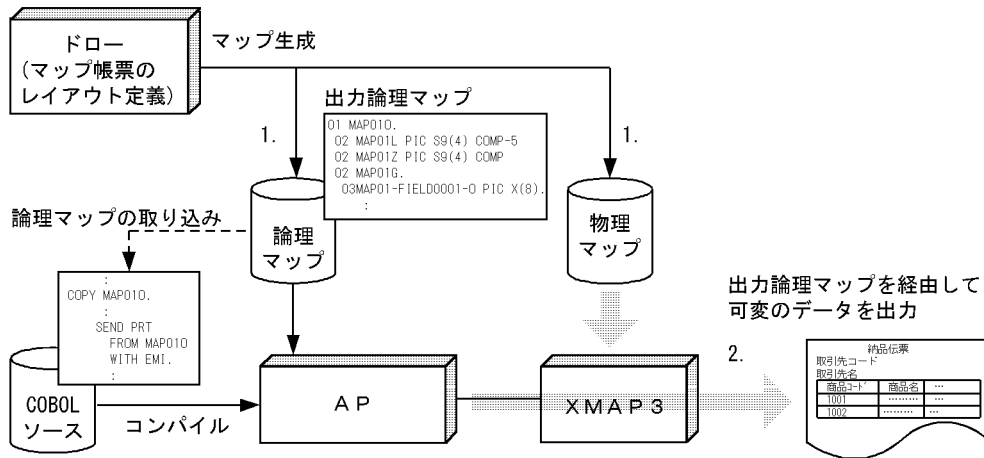 ドロー
(マップ帳票の
レイアウト定義)
マップ生成
1.
出力論理マップ
01 MAP010.
02 MAP01L PIC S9(4) COMP-5
02 MAP01Z PIC S9(4) COMP
02 MAP01G.
03MAP01-FIELD0001-O PIC X(8).
:
1.
論理
マップ
物理
マップ
論理マップの取り込み
:
COPY MAP010.
:
SEND PRT
FROM MAP010
WITH EMI.
:
COBOL
ソース
コンパイル
AP
XMAP3
出力論理マップを経由して
可変のデータを出力
2.
納品伝票
取引先コード
取引先名
商品コード 商品名 …
1001 ……… …
1002 ……… …